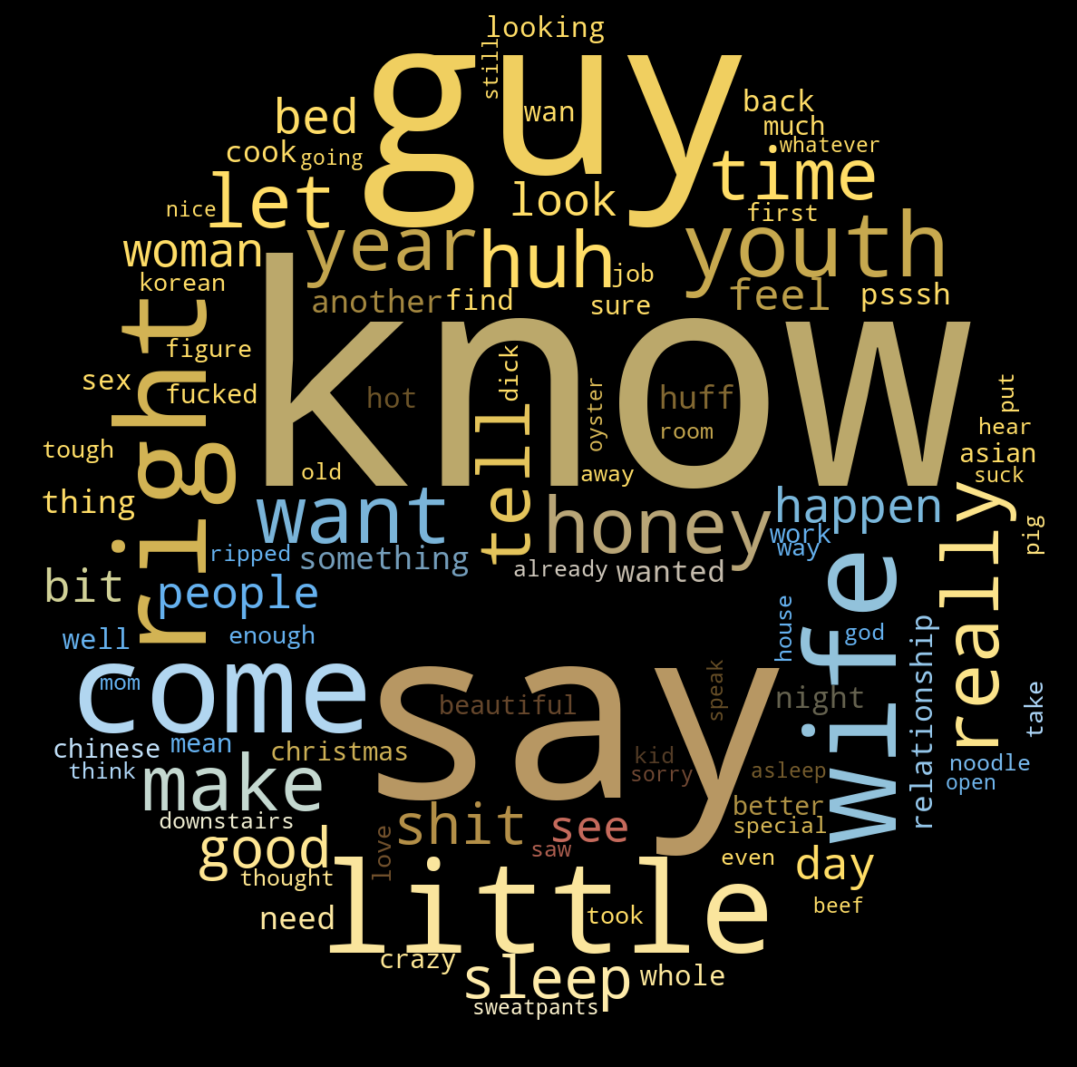 looking
still
guy
wan
back
bed
much
whatever
cook
going
time
let
look
nice
first
woman
year
huh
youth
job
korean
feel
psssh
another
find
sure
right
know
figure
dick
sex
fucked
hot
oyster
huff
put
room
hear
tough
asian
old
tell
away
suck
thing
want
honey
happen
really
pig
work
way
ripped
something
already
wanted
bit
people
wife
house
well
enough
god
relationship
come
say
mom
speak
night
beautiful
take
chinese
mean
christmas
kid
sorry
asleep
noodle
think
open
make
better
downstairs
shit
see
special
good
love
saw
even
day
thought
little
beef
need
took
crazy
sleep
whole
sweatpants